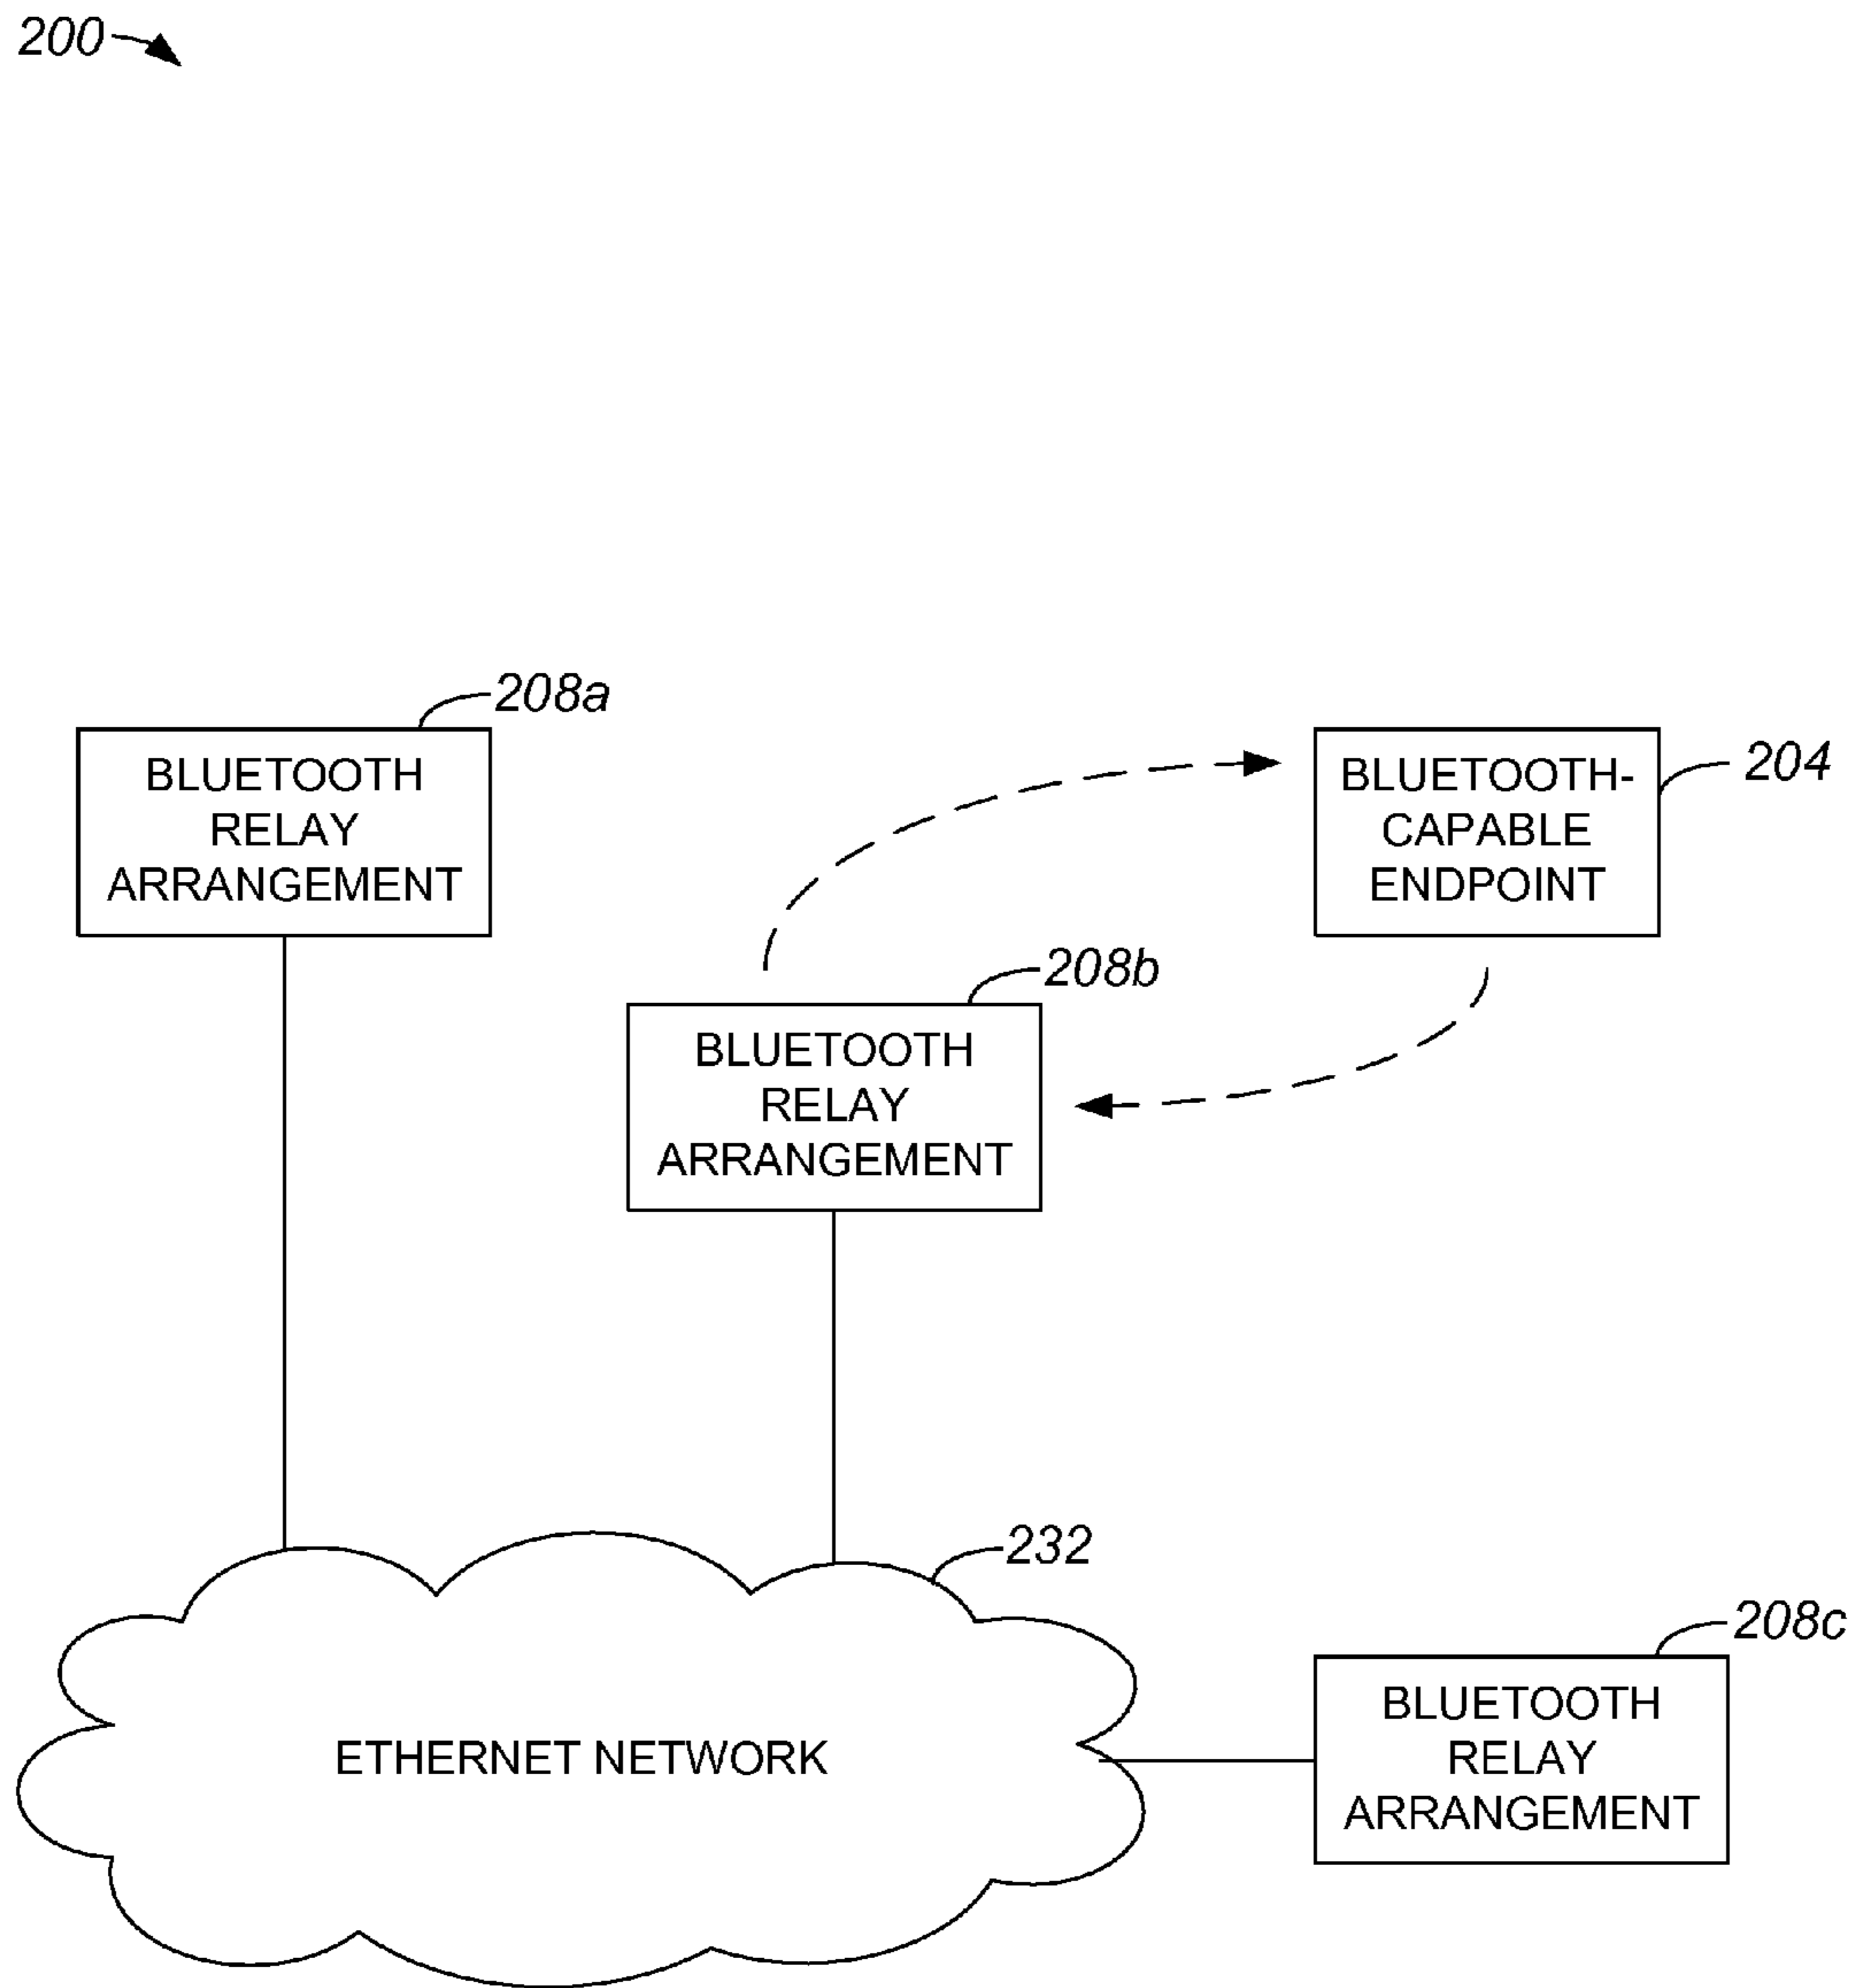 200
208a
BLUETOOTH
RELAY
ARRANGEMENT
BLUETOOTH-
CAPABLE
ENDPOINT
204
208b
BLUETOOTH
RELAY
ARRANGEMENT
232
ETHERNET NETWORK
208c
BLUETOOTH
RELAY
ARRANGEMENT